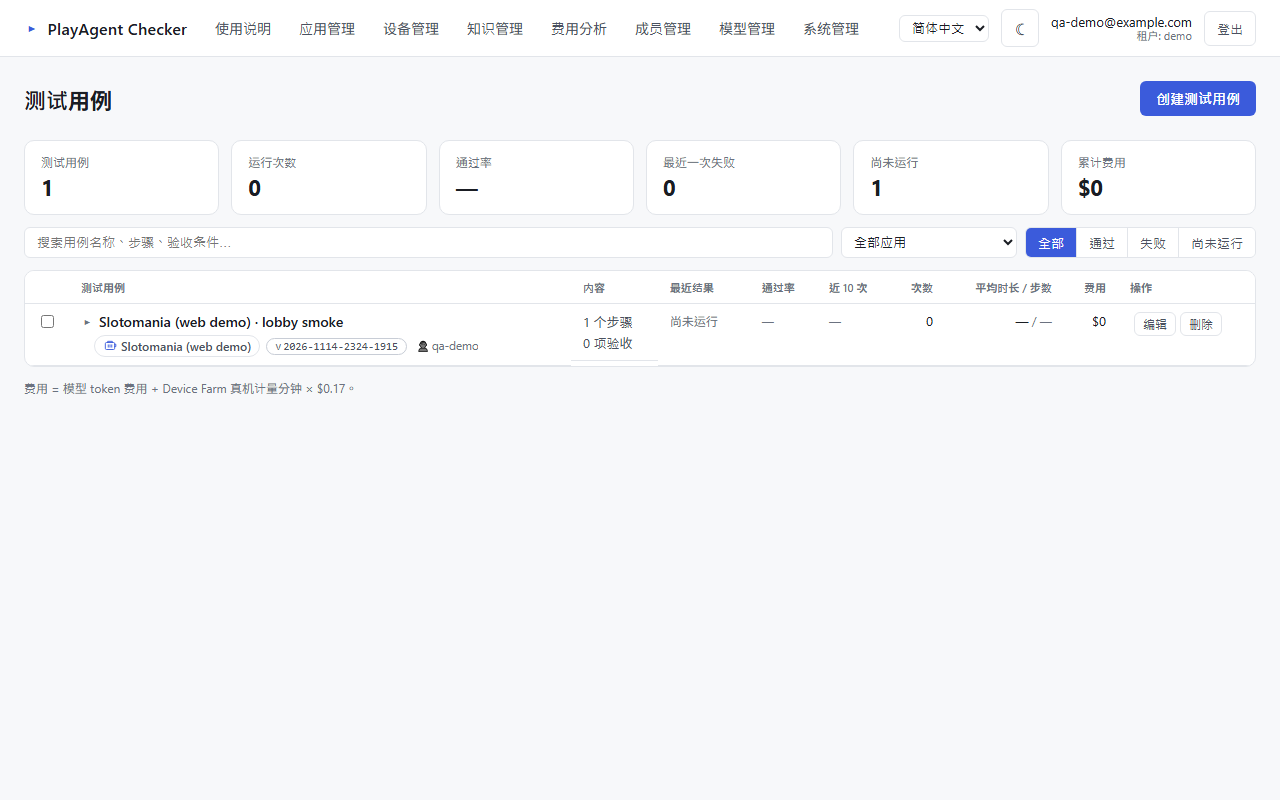 PlayAgent Checker 使用说明 应用管理 设备管理 知识管理 费用分析 成员管理 模型管理 系统管理 简体中文 qa-demo@example.com 登出
租户: demo
测试用例 创建测试用例
测试用例 运行次数 通过率 最近一次失败 尚未运行 累计费用
1 0 — 0 1 $0
搜索用例名称、步骤、验收条件... 全部应用 全部 通过 失败 尚未运行
测试用例 内容 最近结果 通过率 近 10 次 次数 平均时长 / 步数 费用 操作
Slotomania (web demo) · lobby smoke 1 个步骤 尚未运行 — — 0 — / — $0 编辑 删除
Slotomania (web demo) v 2026-1114-2324-1915 qa-demo 0 项验收
费用 = 模型 token 费用 + Device Farm 真机计量分钟 × $0.17。